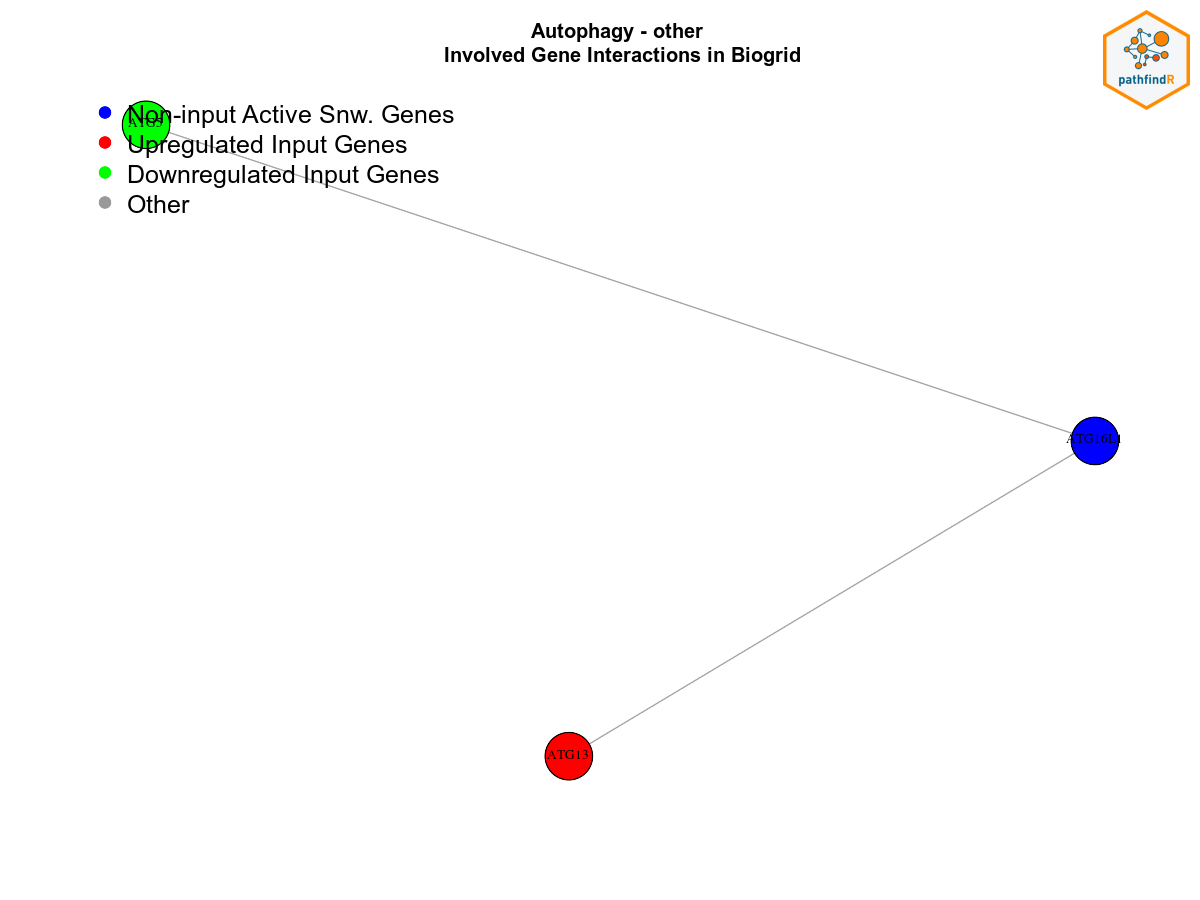 Autophagy - other
Involved Gene Interactions in Biogrid
pathfindR
Non-input Active Snw. Genes
ATG5
Upregulated Input Genes
Downregulated Input Genes
Other
ATG16L1
ATG13